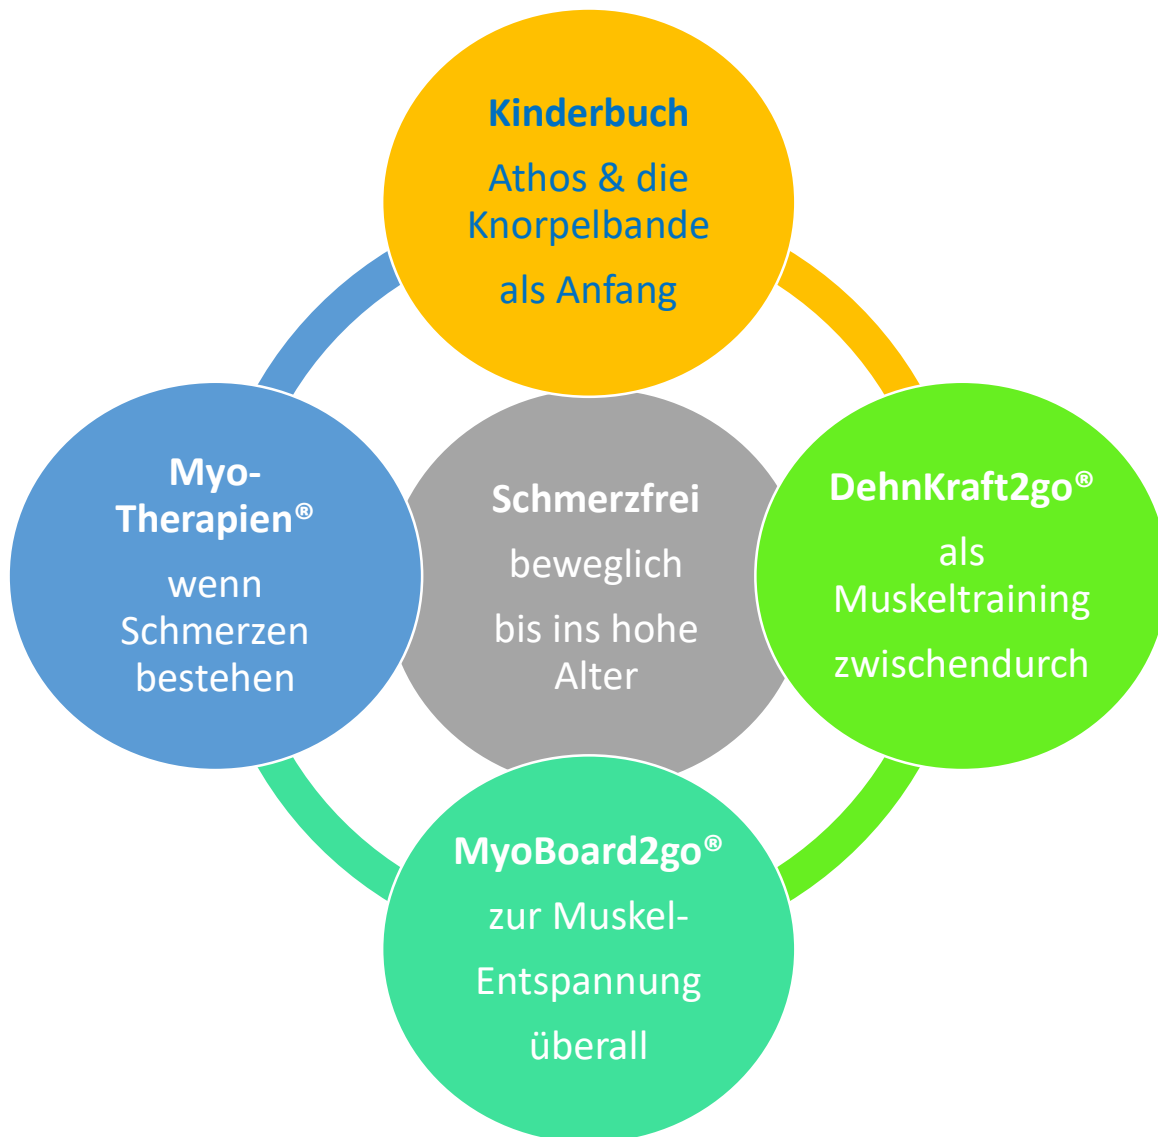 Kinderbuch
Athos & die
Knorpelbande
als Anfang
Myo-
Therapien®
wenn
Schmerzen
bestehen
Schmerzfrei
beweglich
bis ins hohe
Alter
DehnKraft2go®
als
Muskeltraining
zwischendurch
MyoBoard2go®
zur Muskel-
Entspannung
überall